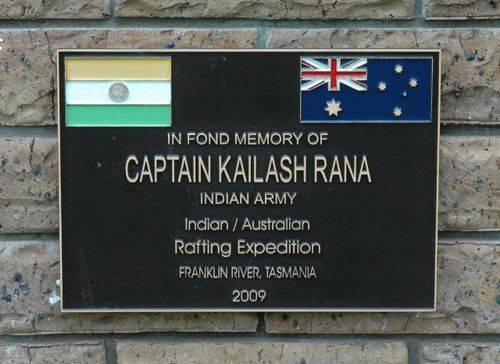 IN FOND MEMORY OF
CAPTAIN KAILASH RANA
INDIAN ARMY
Indian / Australian
Rafting Expedition
FRANKLIN RIVER, TASMANIA
2009